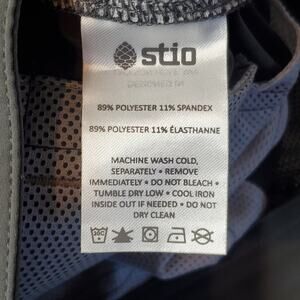 stio
89% POLYESTER 11% SPANDEX
89% POLYESTER 11% ÉLASTHANNE
MACHINE WASH COLD,
SEPARATELY • REMOVE
IMMEDIATELY • DO NOT BLEACH •
TUMBLE DRY LOW • COOL IRON
INSIDE OUT IF NEEDED • DO NOT
DRY CLEAN